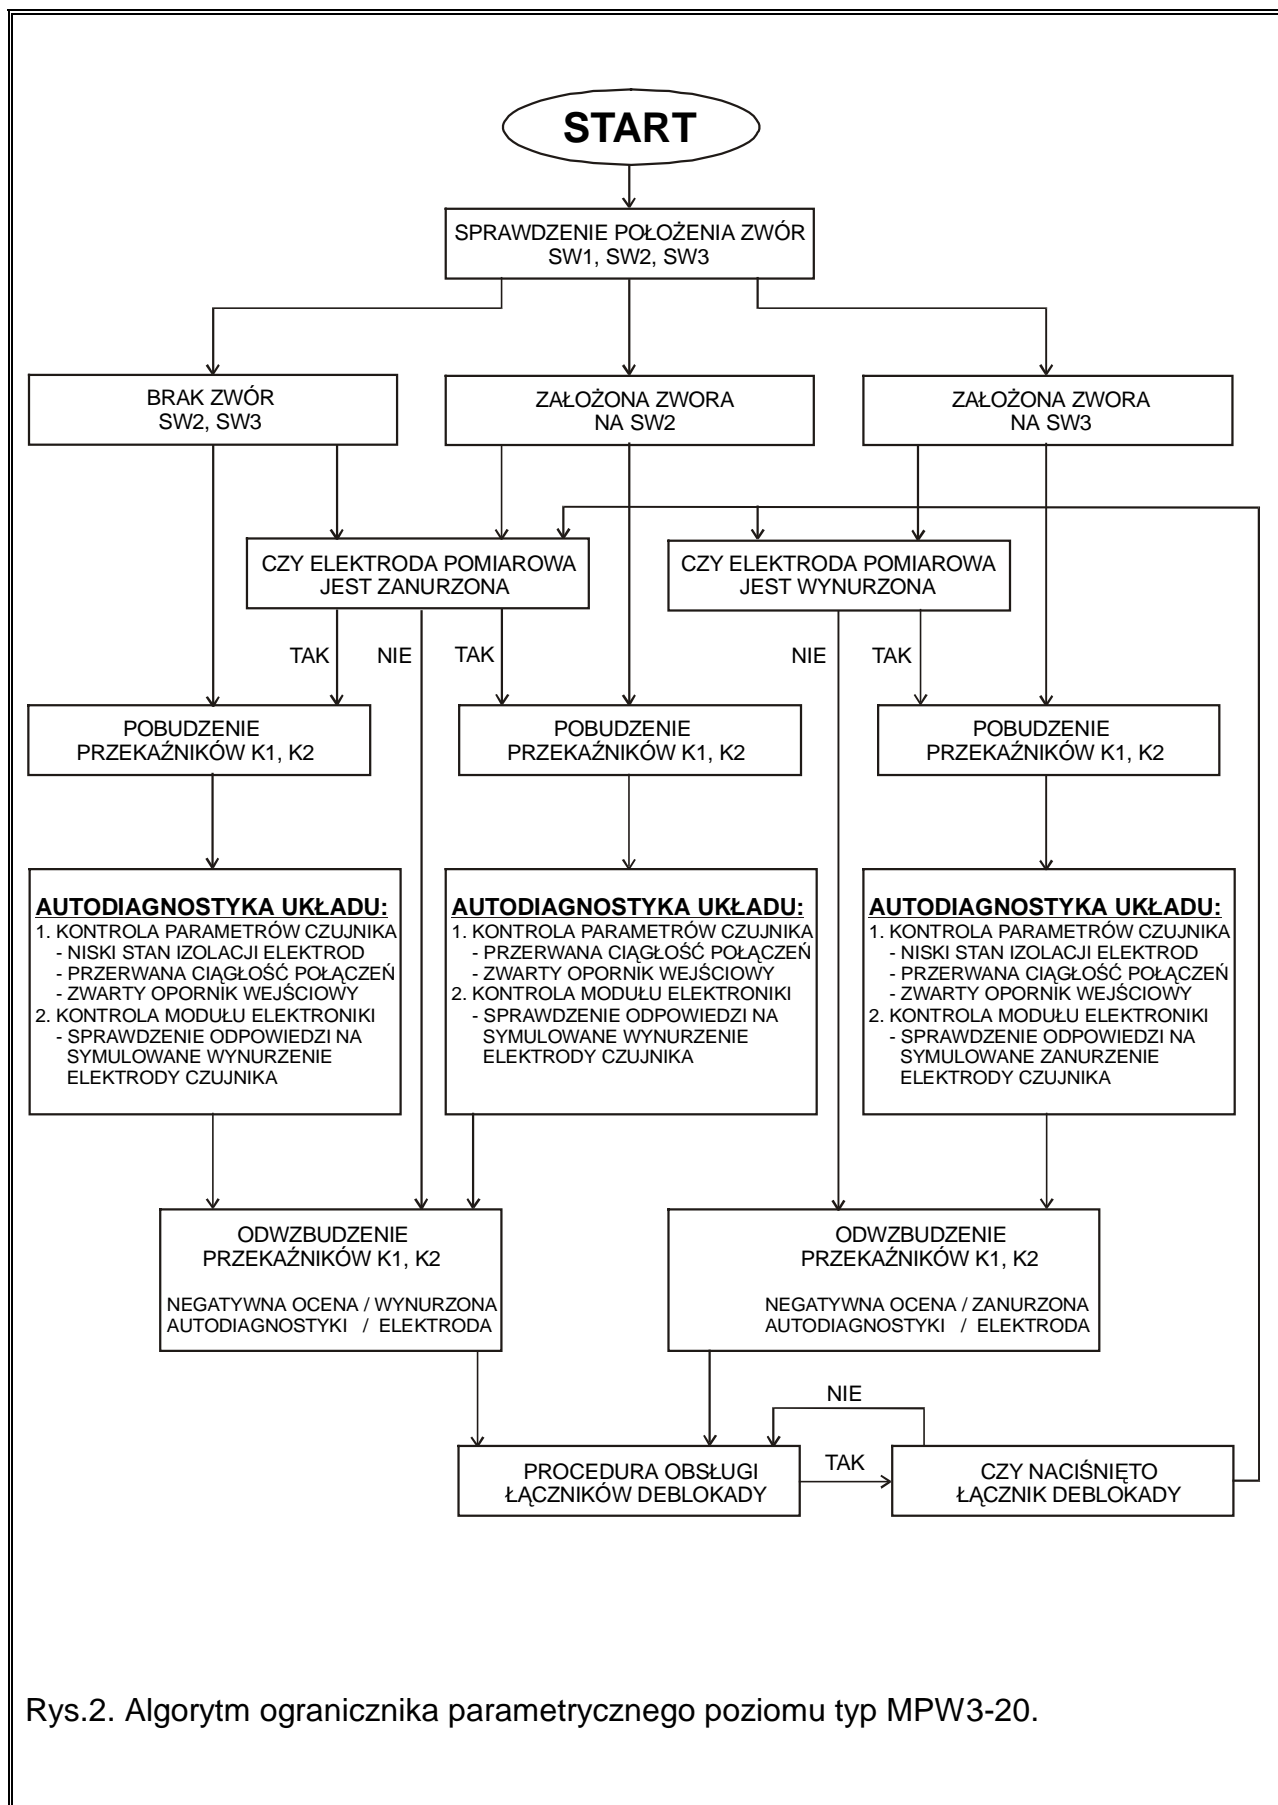 START
SPRAWDZENIE POŁOŻENIA ZWÓR
SW1, SW2, SW3
BRAK ZWÓR
SW2, SW3
ZAŁOŻONA ZWORA
NA SW2
ZAŁOŻONA ZWORA
NA SW3
CZY ELEKTRODA POMIAROWA
JEST ZANURZONA
CZY ELEKTRODA POMIAROWA
JEST WYNURZONA
TAK
NIE
TAK
NIE
TAK
POBUDZENIE
PRZEKAŹNIKÓW K1, K2
POBUDZENIE
PRZEKAŹNIKÓW K1, K2
POBUDZENIE
PRZEKAŹNIKÓW K1, K2
AUTODIAGNOSTYKA UKŁADU:
1. KONTROLA PARAMETRÓW CZUJNIKA
- NISKI STAN IZOLACJI ELEKTROD
- PRZERWANA CIĄGŁOŚĆ POŁĄCZEŃ
- ZWARTY OPORNIK WEJŚCIOWY
2. KONTROLA MODUŁU ELEKTRONIKI
- SPRAWDZENIE ODPOWIEDZI NA
SYMULOWANE WYNURZENIE
ELEKTRODY CZUJNIKA
AUTODIAGNOSTYKA UKŁADU:
1. KONTROLA PARAMETRÓW CZUJNIKA
- PRZERWANA CIĄGŁOŚĆ POŁĄCZEŃ
- ZWARTY OPORNIK WEJŚCIOWY
2. KONTROLA MODUŁU ELEKTRONIKI
- SPRAWDZENIE ODPOWIEDZI NA
SYMULOWANE WYNURZENIE
ELEKTRODY CZUJNIKA
AUTODIAGNOSTYKA UKŁADU:
1. KONTROLA PARAMETRÓW CZUJNIKA
- NISKI STAN IZOLACJI ELEKTROD
- PRZERWANA CIĄGŁOŚĆ POŁĄCZEŃ
- ZWARTY OPORNIK WEJŚCIOWY
2. KONTROLA MODUŁU ELEKTRONIKI
- SPRAWDZENIE ODPOWIEDZI NA
SYMULOWANE ZANURZENIE
ELEKTRODY CZUJNIKA
ODWZBUDZENIE
PRZEKAŹNIKÓW K1, K2
NEGATYWNA OCENA / WYNURZONA
AUTODIAGNOSTYKI / ELEKTRODA
ODWZBUDZENIE
PRZEKAŹNIKÓW K1, K2
NEGATYWNA OCENA / ZANURZONA
AUTODIAGNOSTYKI / ELEKTRODA
NIE
PROCEDURA OBSŁUGI
ŁĄCZNIKÓW DEBLOKADY
TAK
CZY NACIŚNIĘTO
ŁĄCZNIK DEBLOKADY
Rys.2. Algorytm ogranicznika parametrycznego poziomu typ MPW3-20.